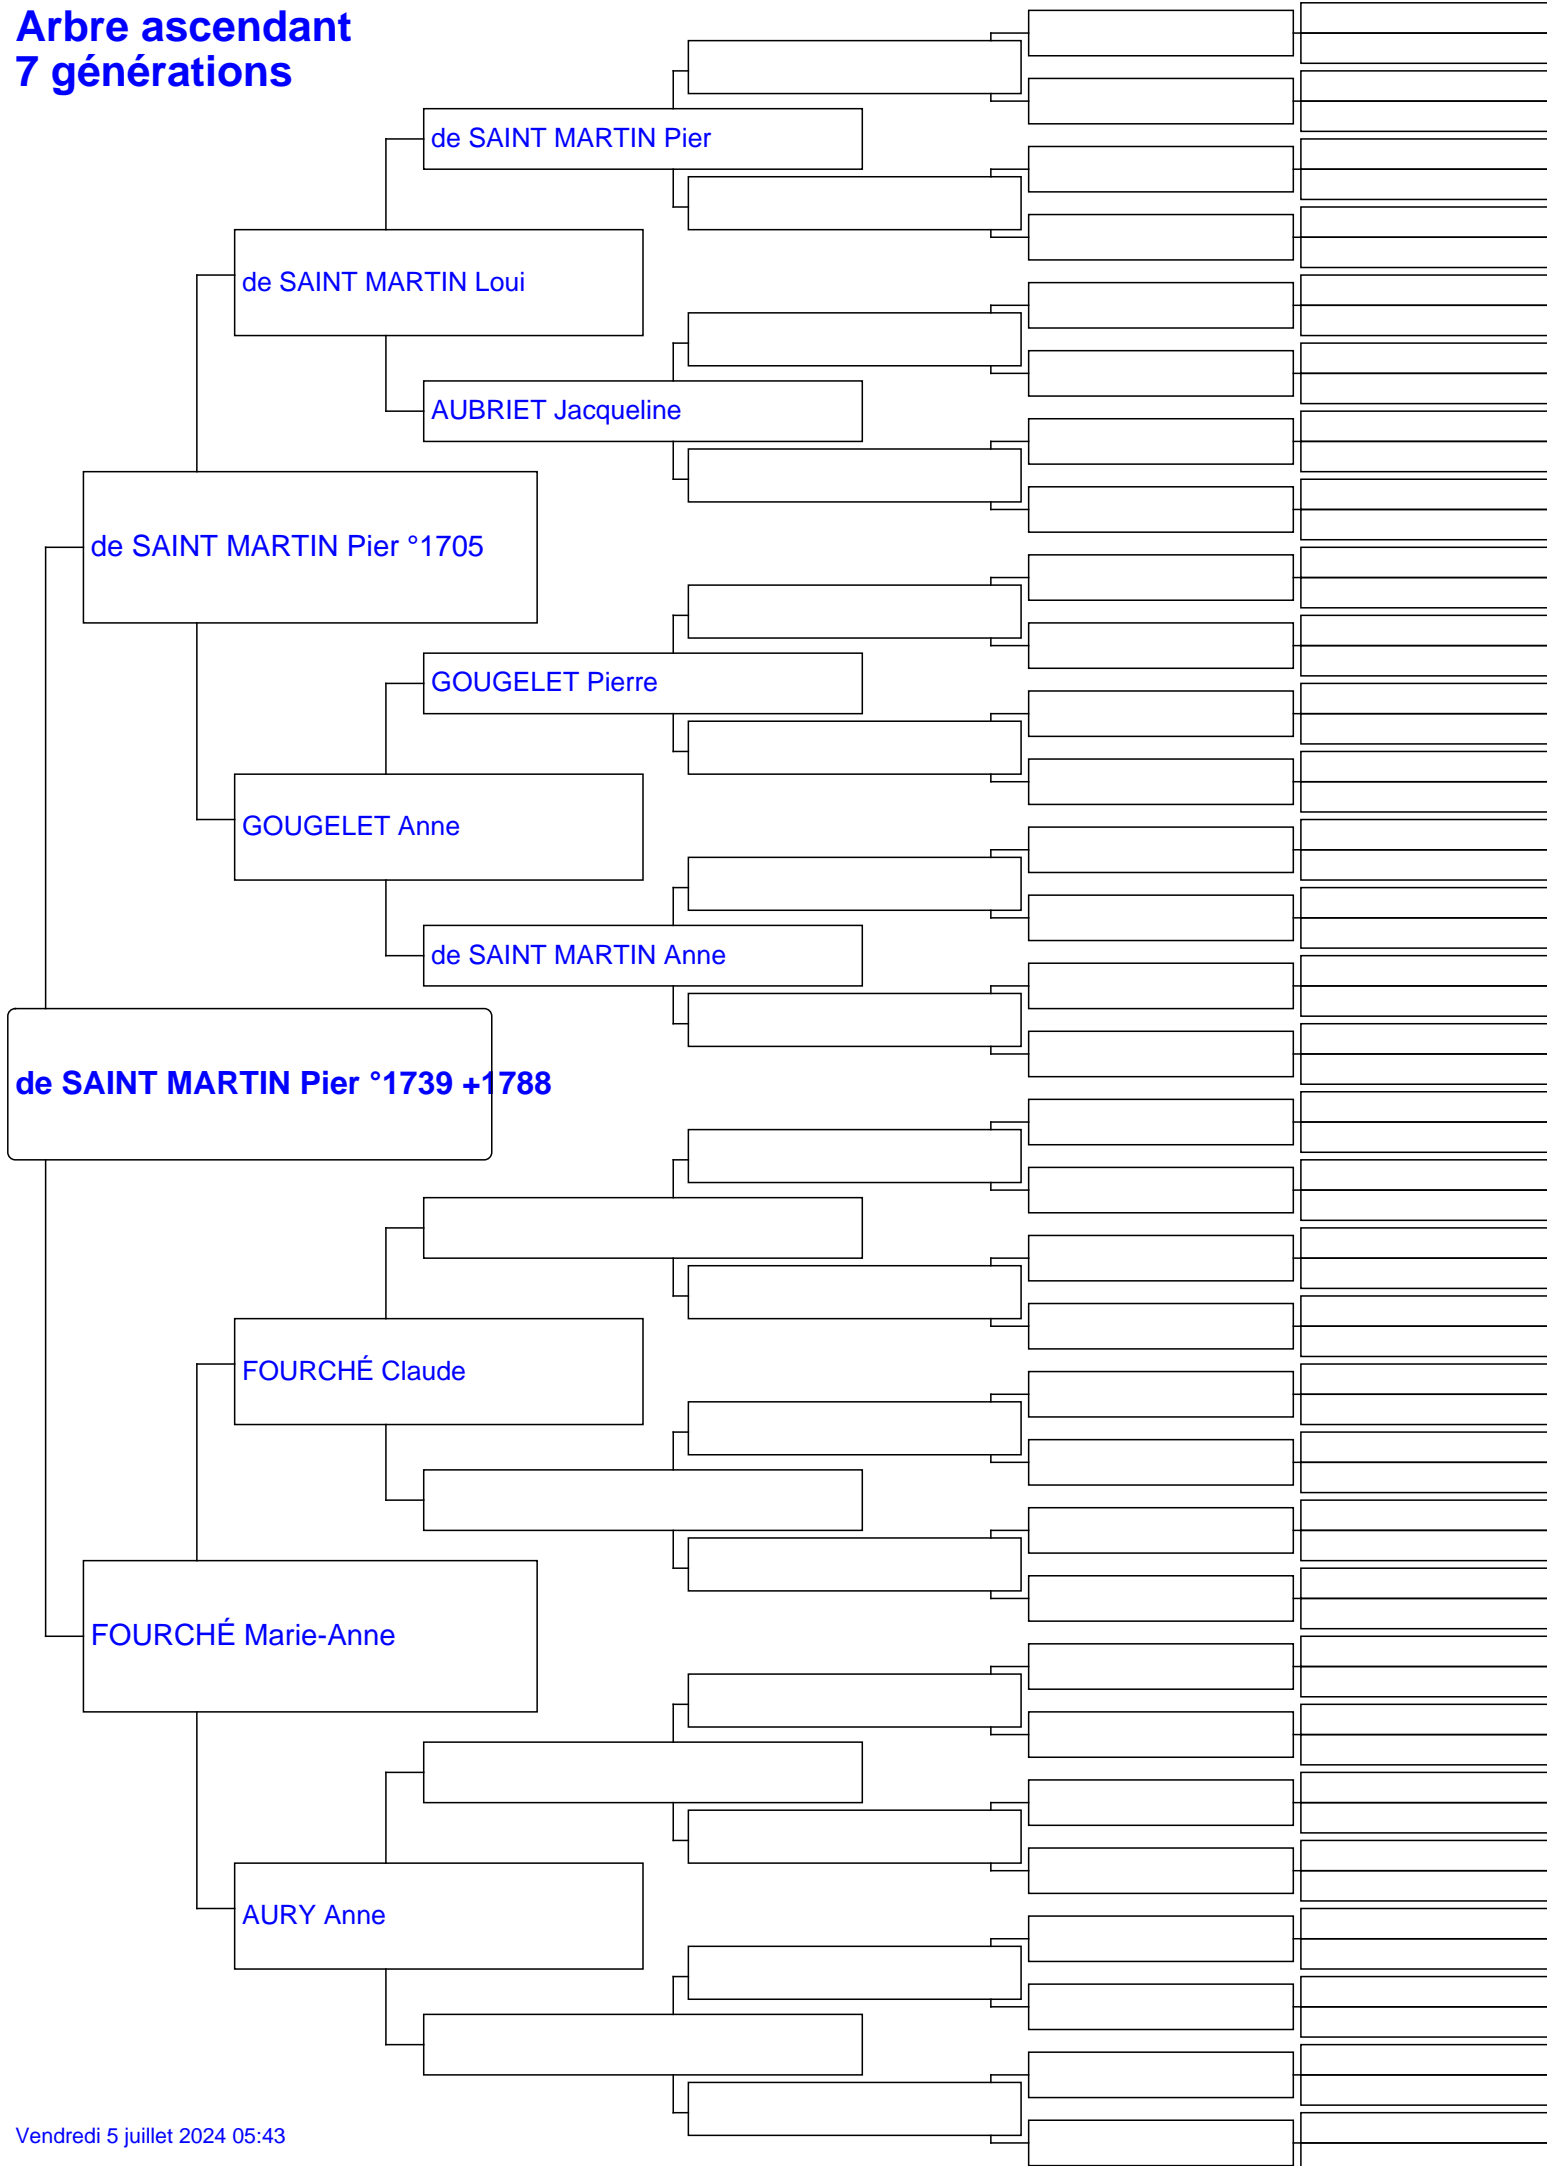 Arbre ascendant
7 générations
de SAINT MARTIN Pier
de SAINT MARTIN Loui
AUBRIET Jacqueline
de SAINT MARTIN Pier °1705
GOUGELET Pierre
GOUGELET Anne
de SAINT MARTIN Anne
de SAINT MARTIN Pier °1739 +1788
FOURCHÉ Claude
FOURCHÉ Marie-Anne
AURY Anne
Vendredi 5 juillet 2024 05:43